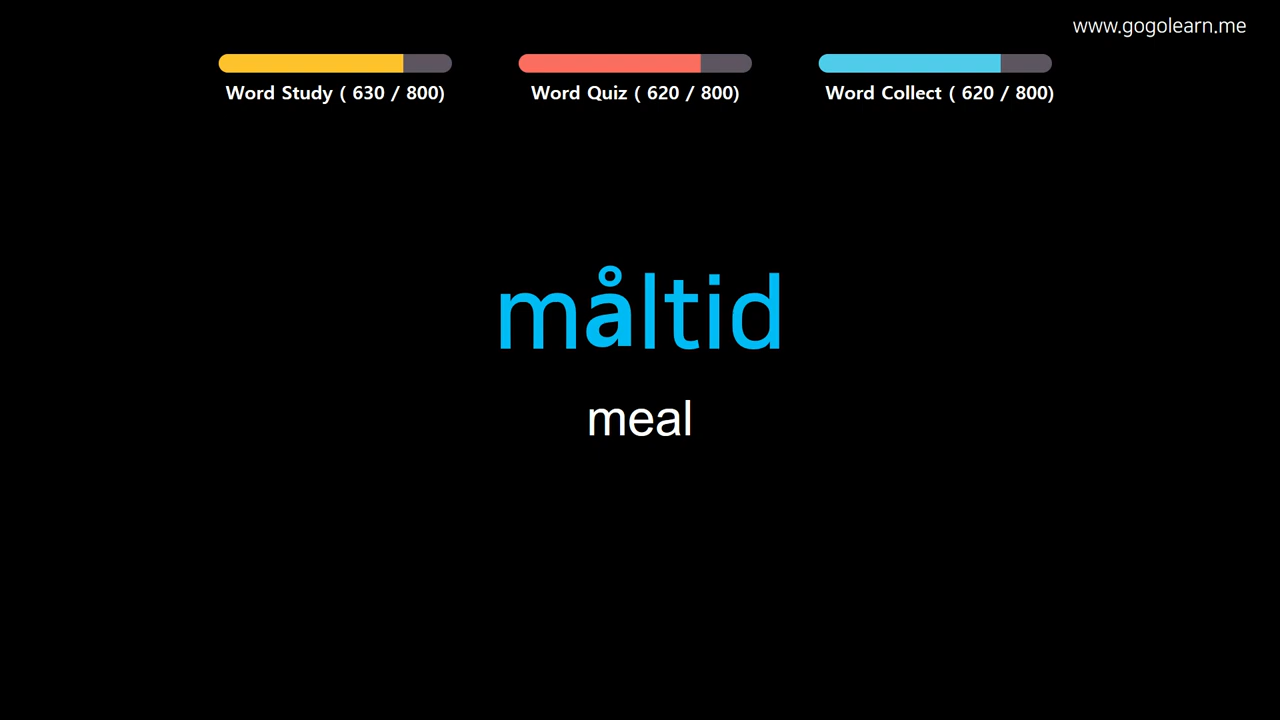 www.gogolearn.me
Word Study ( 630 / 800)
Word Quiz ( 620 / 800)
Word Collect ( 620 / 800)
måltid
meal